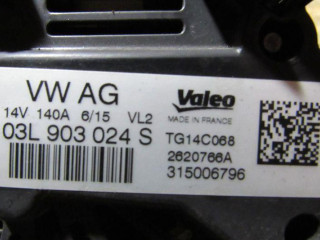 VW AG
14V 140A 6/15 VL2
03L 903 024 S
Valeo
MADE IN FRANCE
TG14C068
2620766A
315006796